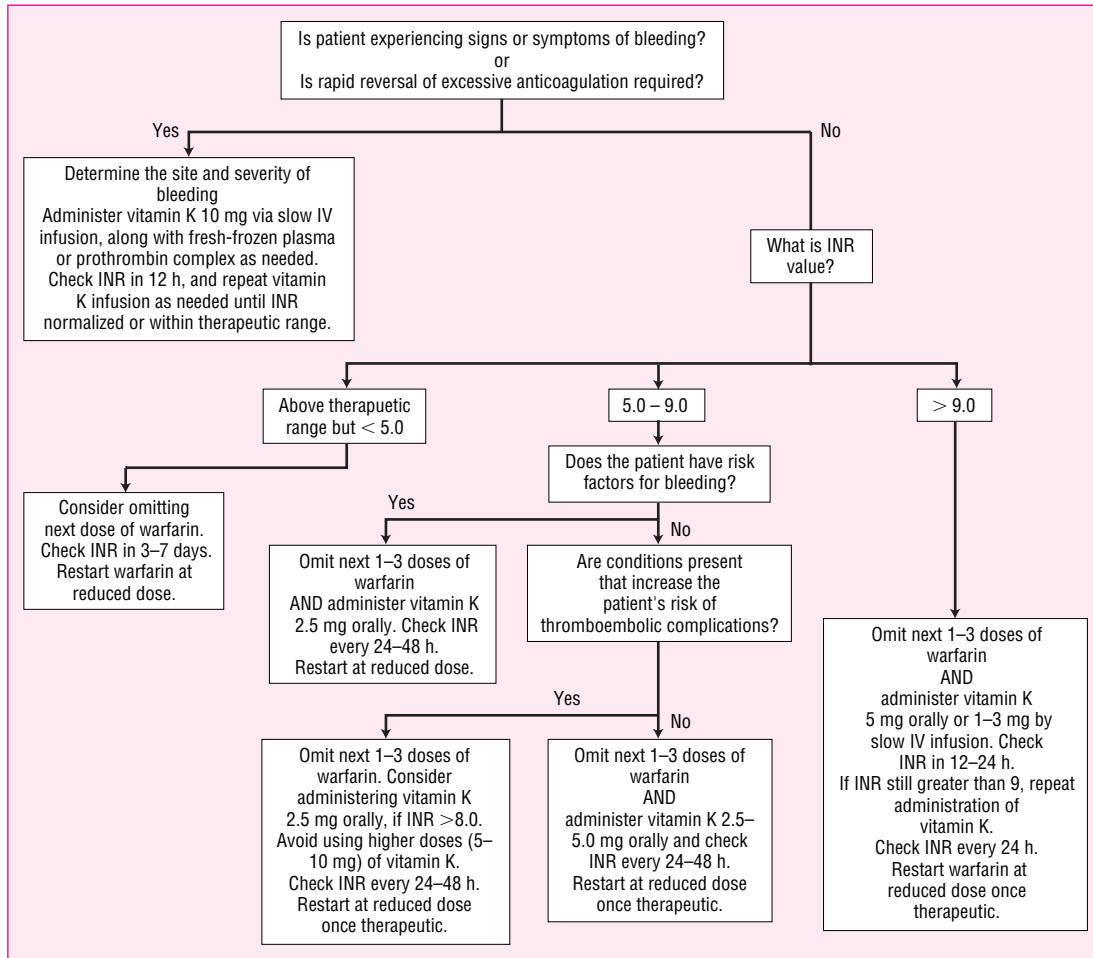 Is patient experiencing signs or symptoms of bleeding?
or
Is rapid reversal of excessive anticoagulation required?
Yes
No
Determine the site and severity of
bleeding
Administer vitamin K 10 mg via slow IV
infusion, along with fresh-frozen plasma
or prothrombin complex as needed.
Check INR in 12 h, and repeat vitamin
K infusion as needed until INR
normalized or within therapeutic range.
What is INR
value?
Above therapuetic
range but < 5.0
5.0 – 9.0
> 9.0
Consider omitting
next dose of warfarin.
Check INR in 3–7 days.
Restart warfarin at
reduced dose.
Does the patient have risk
factors for bleeding?
Yes
No
Omit next 1–3 doses of
warfarin
AND administer vitamin K
2.5 mg orally. Check INR
every 24–48 h.
Restart at reduced dose.
Are conditions present
that increase the
patient's risk of
thromboembolic complications?
Yes
No
Omit next 1–3 doses of
warfarin. Consider
administering vitamin K
2.5 mg orally, if INR >8.0.
Avoid using higher doses (5–
10 mg) of vitamin K.
Check INR every 24–48 h.
Restart at reduced dose
once therapeutic.
Omit next 1–3 doses of
warfarin
AND
administer vitamin K 2.5–
5.0 mg orally and check
INR every 24–48 h.
Restart at reduced dose
once therapeutic.
Omit next 1–3 doses of
warfarin
AND
administer vitamin K
5 mg orally or 1–3 mg by
slow IV infusion. Check
INR in 12–24 h.
If INR still greater than 9, repeat
administration of
vitamin K.
Check INR every 24 h.
Restart warfarin at
reduced dose once
therapeutic.